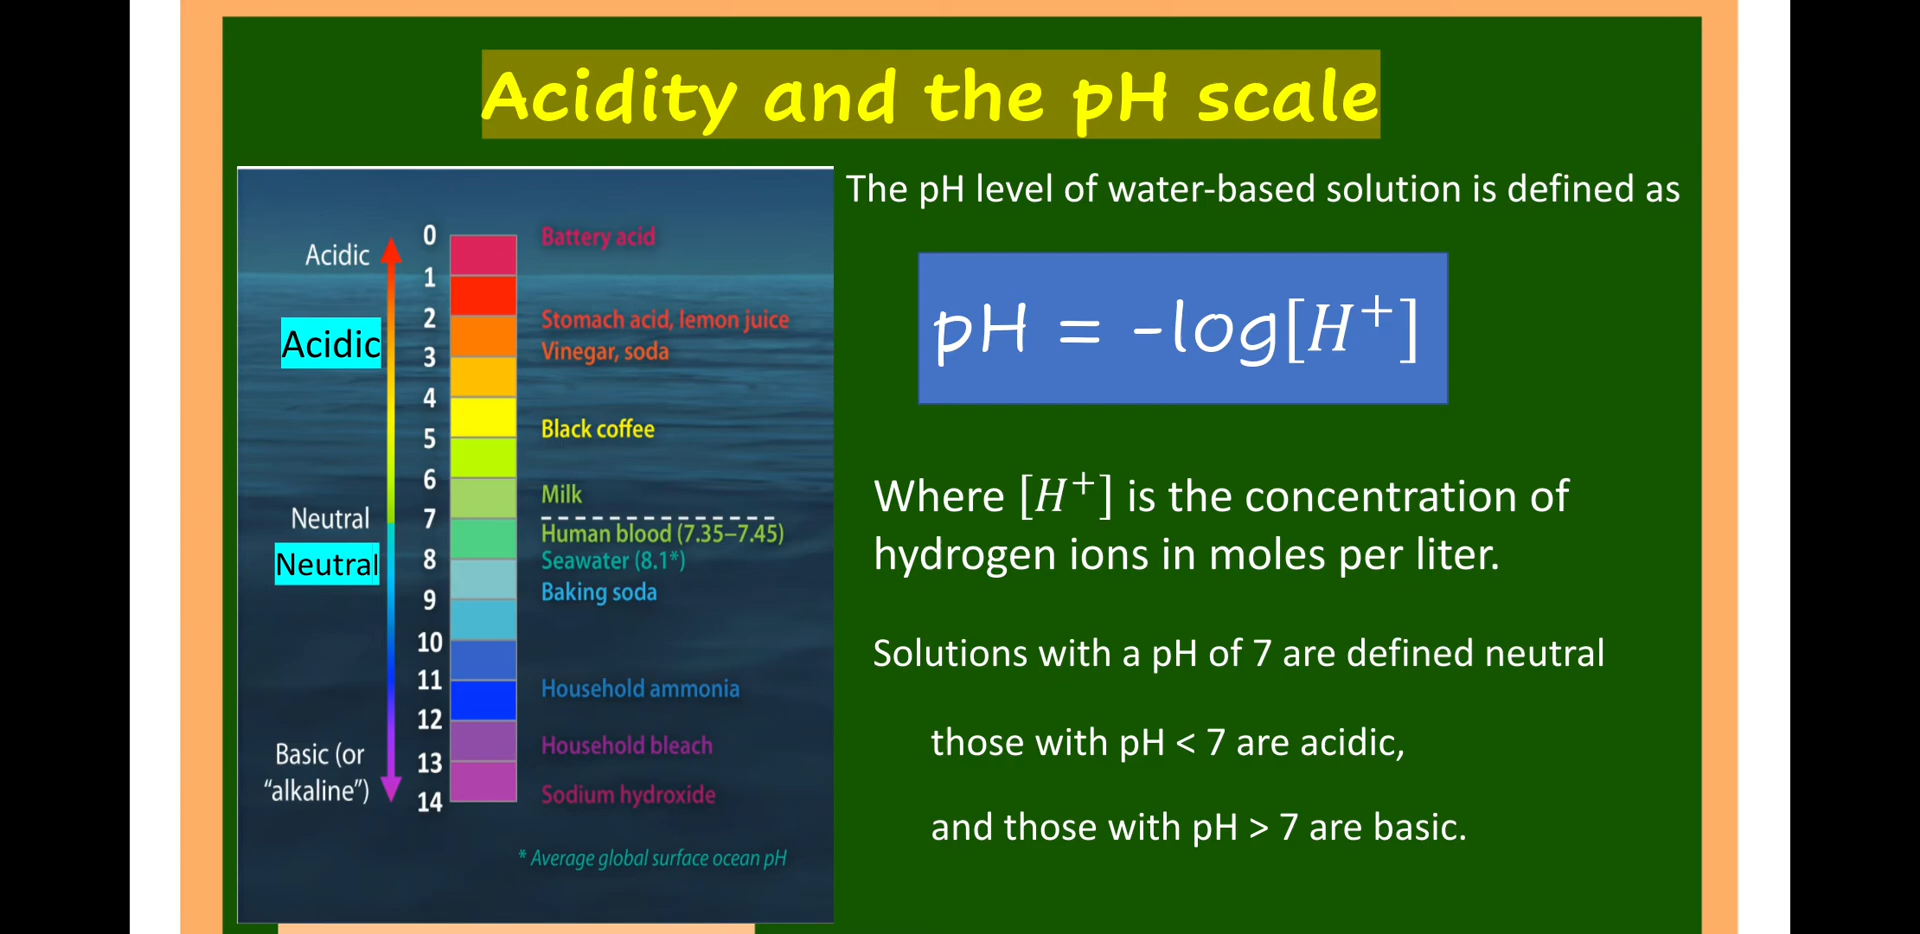 Acidity and the pH scale
Acidic
Acidic
Neutral
Neutral
Basic (or
“alkaline”)
0
1
2
3
4
5
6
7
8
9
10
11
12
13
14
Battery acid
Stomach acid, lemon juice
Vinegar, soda
Black coffee
Milk
Human blood (7.35–7.45)
Seawater (8.1*)
Baking soda
Household ammonia
Household bleach
Sodium hydroxide
* Average global surface ocean pH
The pH level of water-based solution is defined as
pH = -log[H⁺]
Where [H⁺] is the concentration of
hydrogen ions in moles per liter.
Solutions with a pH of 7 are defined neutral
those with pH < 7 are acidic,
and those with pH > 7 are basic.